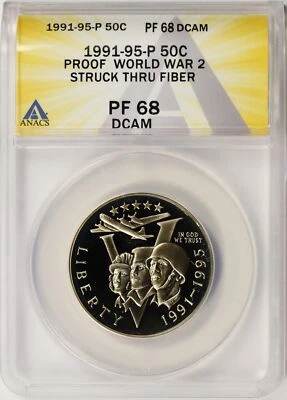 1991-95-P 50C PF 68 DCAM
1991-95-P 50C
PROOF WORLD WAR 2
STRUCK THRU FIBER
ANACS
PF 68
DCAM
IN GOD
WE TRUST
LIBERTY
1991-1995